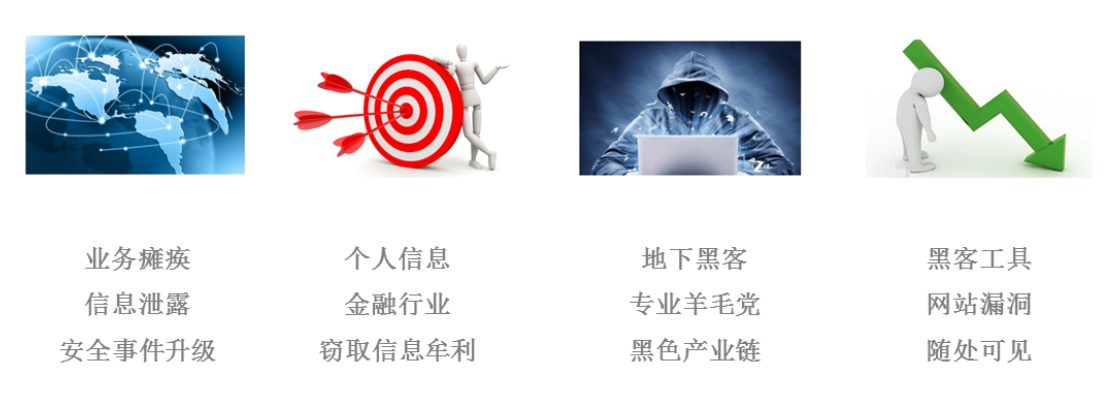 业务瘫痪
信息泄露
安全事件升级
个人信息
金融行业
窃取信息牟利
地下黑客
专业羊毛党
黑色产业链
黑客工具
网站漏洞
随处可见